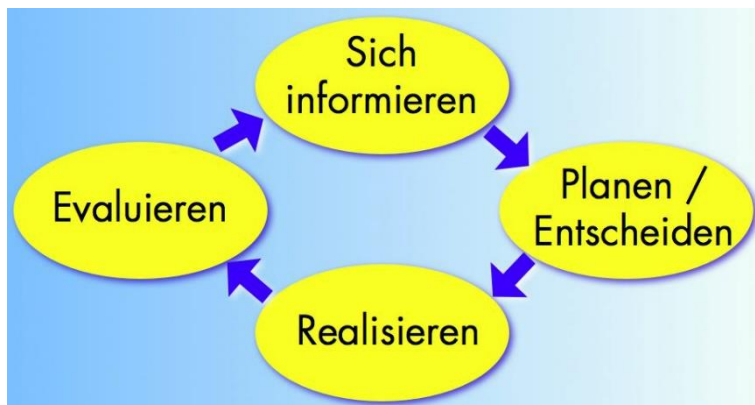 Sich
informieren
Planen /
Entscheiden
Realisieren
Evaluieren